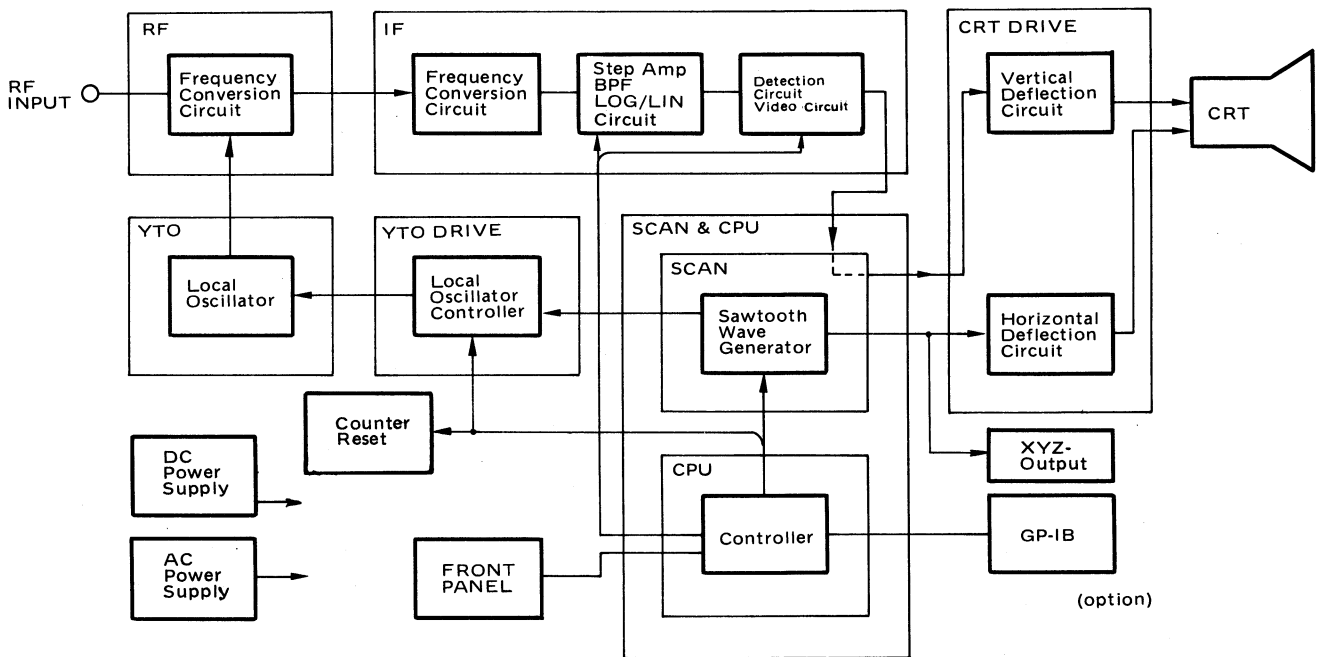 RF
IF
CRT DRIVE
RF
INPUT
Frequency
Conversion
Circuit
Frequency
Conversion
Circuit
Step Amp
BPF
LOG/LIN
Circuit
Detection
Circuit
Video Circuit
Vertical
Deflection
Circuit
CRT
YTO
YTO DRIVE
SCAN & CPU
SCAN
Local
Oscillator
Local
Oscillator
Controller
Sawtooth
Wave
Generator
Horizontal
Deflection
Circuit
Counter
Reset
DC
Power
Supply
XYZ-
Output
CPU
Controller
GP-IB
AC
Power
Supply
FRONT
PANEL
(option)